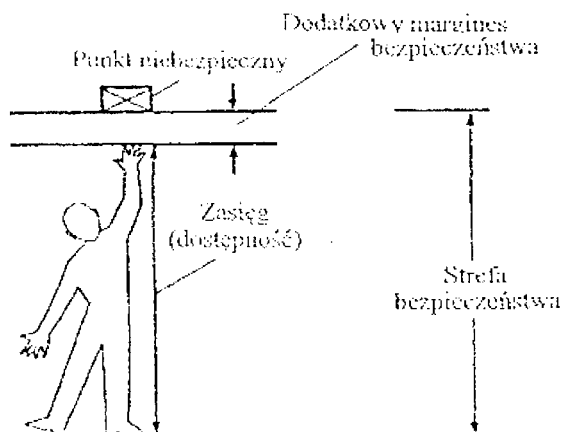 Dodatkowy margines
bezpieczeństwa
Punkt niebezpieczny
Zasięg
(dostępność)
Strefa
bezpieczeństwa